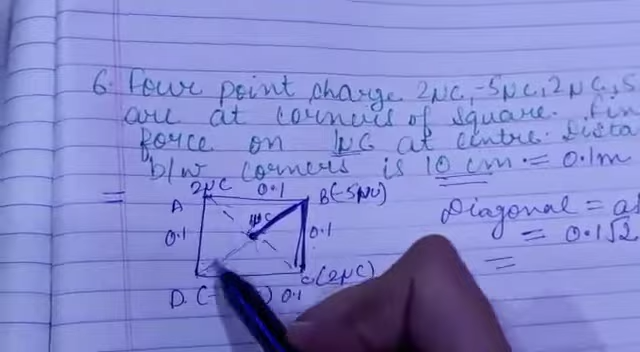 6. Four point charge 2μC, -5μC, 2μC, 5
are at corners of square. Fin
force on 1μC at centre. Dista
b/w corners is 10 cm. = 0.1m
=
2μC 0.1 B(-5μC)
A 1μC
0.1 0.1
Diagonal =
= 0.1√2
=
C(2μC)
D (- ) 0.1